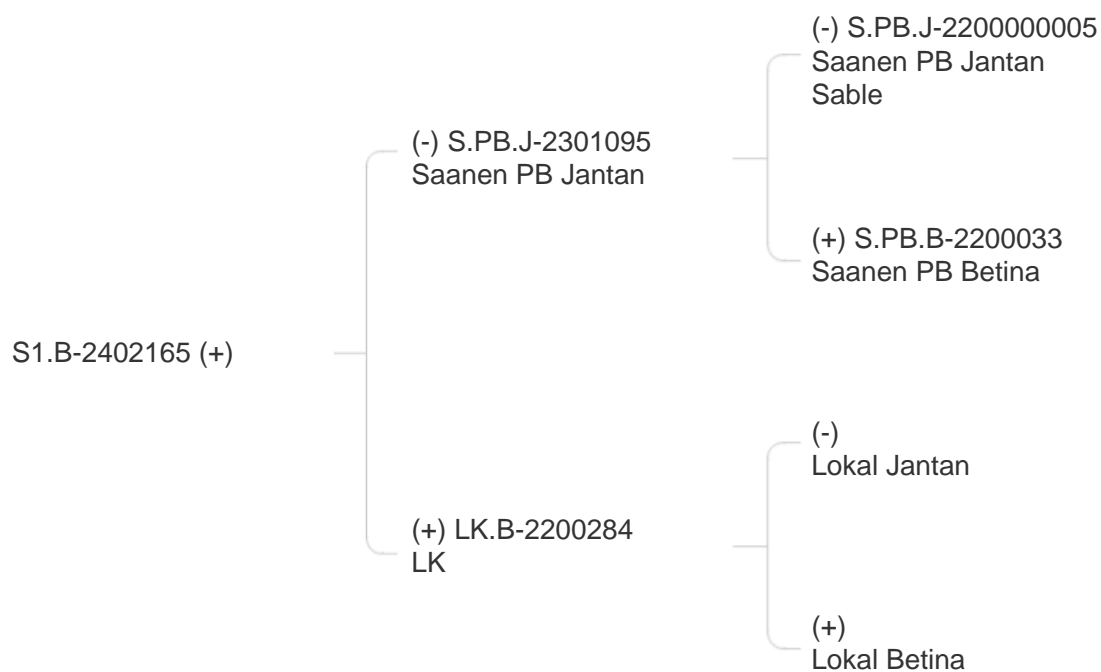 (-) S.PB.J-2200000005
Saanen PB Jantan
Sable
(-) S.PB.J-2301095
Saanen PB Jantan
(+) S.PB.B-2200033
Saanen PB Betina
S1.B-2402165 (+)
(-)
Lokal Jantan
(+) LK.B-2200284
LK
(+)
Lokal Betina